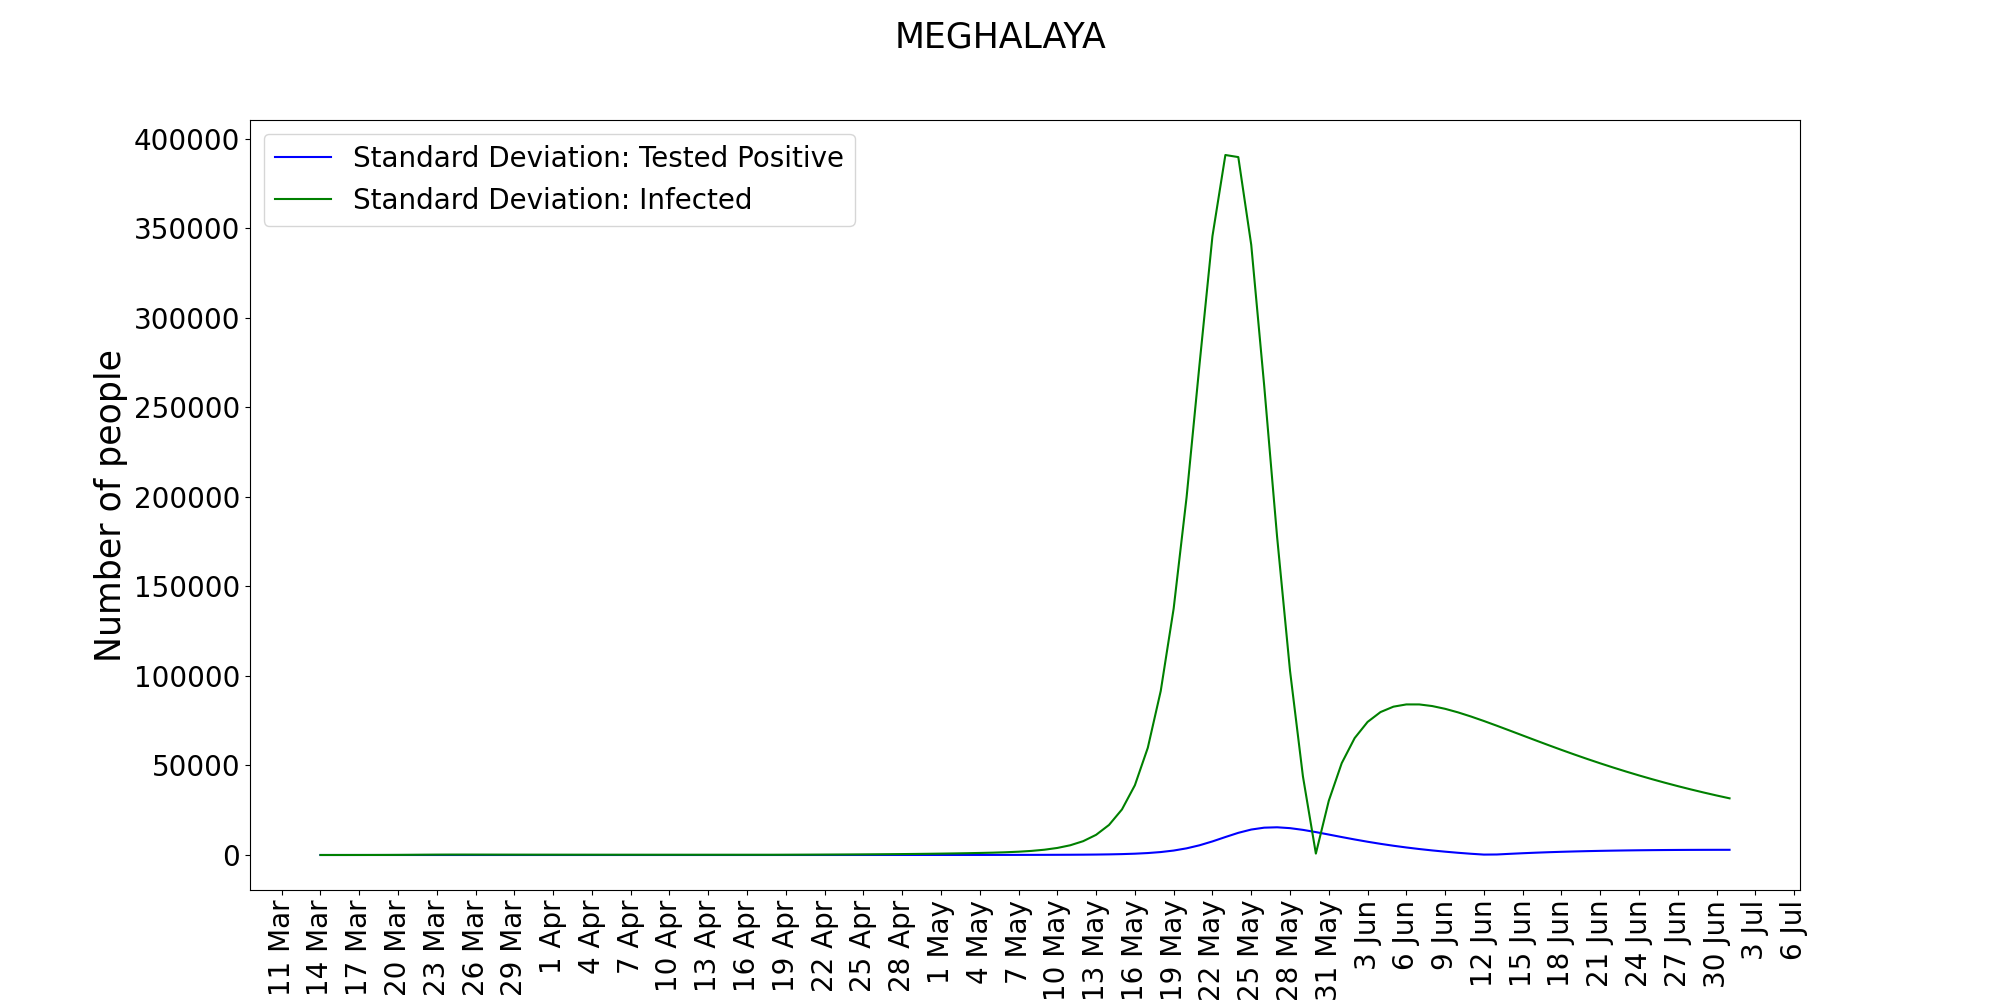 MEGHALAYA
Standard Deviation: Tested Positive
Standard Deviation: Infected
Number of people
400000
350000
300000
250000
200000
150000
100000
50000
0
11 Mar
14 Mar
17 Mar
20 Mar
23 Mar
26 Mar
29 Mar
1 Apr
4 Apr
7 Apr
10 Apr
13 Apr
16 Apr
19 Apr
22 Apr
25 Apr
28 Apr
1 May
4 May
7 May
10 May
13 May
16 May
19 May
22 May
25 May
28 May
31 May
3 Jun
6 Jun
9 Jun
12 Jun
15 Jun
18 Jun
21 Jun
24 Jun
27 Jun
30 Jun
3 Jul
6 Jul